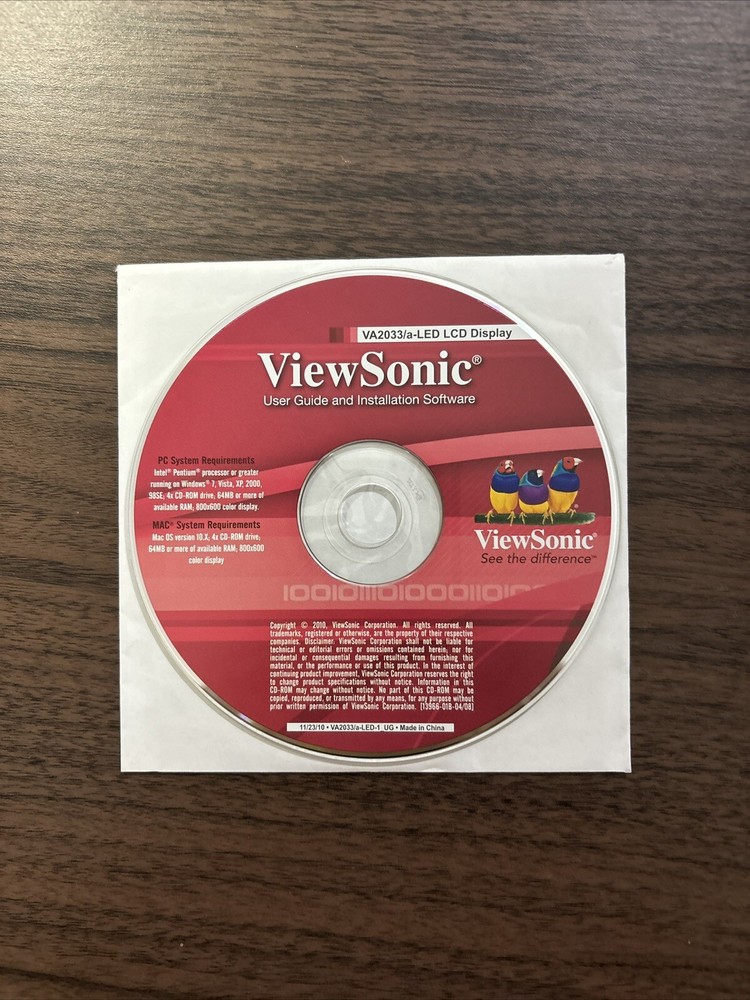 VA2033/a-LED LCD Display
ViewSonic®
User Guide and Installation Software
PC System Requirements
Intel® Pentium® processor or greater
running on Windows® 7, Vista, XP, 2000,
98SE; 4x CD-ROM drive; 64MB or more of
available RAM; 800x600 color display.
MAC® System Requirements
Mac OS version 10.X; 4x CD-ROM drive;
64MB or more of available RAM; 800x600
color display
ViewSonic®
See the difference™
10010111010001101
Copyright © 2010, ViewSonic Corporation. All rights reserved. All
trademarks, registered or otherwise, are the property of their respective
companies. Disclaimer: ViewSonic Corporation shall not be liable for
technical or editorial errors or omissions contained herein; nor for
incidental or consequential damages resulting from furnishing this
material, or the performance or use of this product. In the interest of
continuing product improvement, ViewSonic Corporation reserves the right
to change product specifications without notice. Information in this
CD-ROM may change without notice. No part of this CD-ROM may be
copied, reproduced, or transmitted by any means, for any purpose without
prior written permission of ViewSonic Corporation. [13966-01B-04/08]
11/23/10 • VA2033/a-LED-1_UG • Made in China